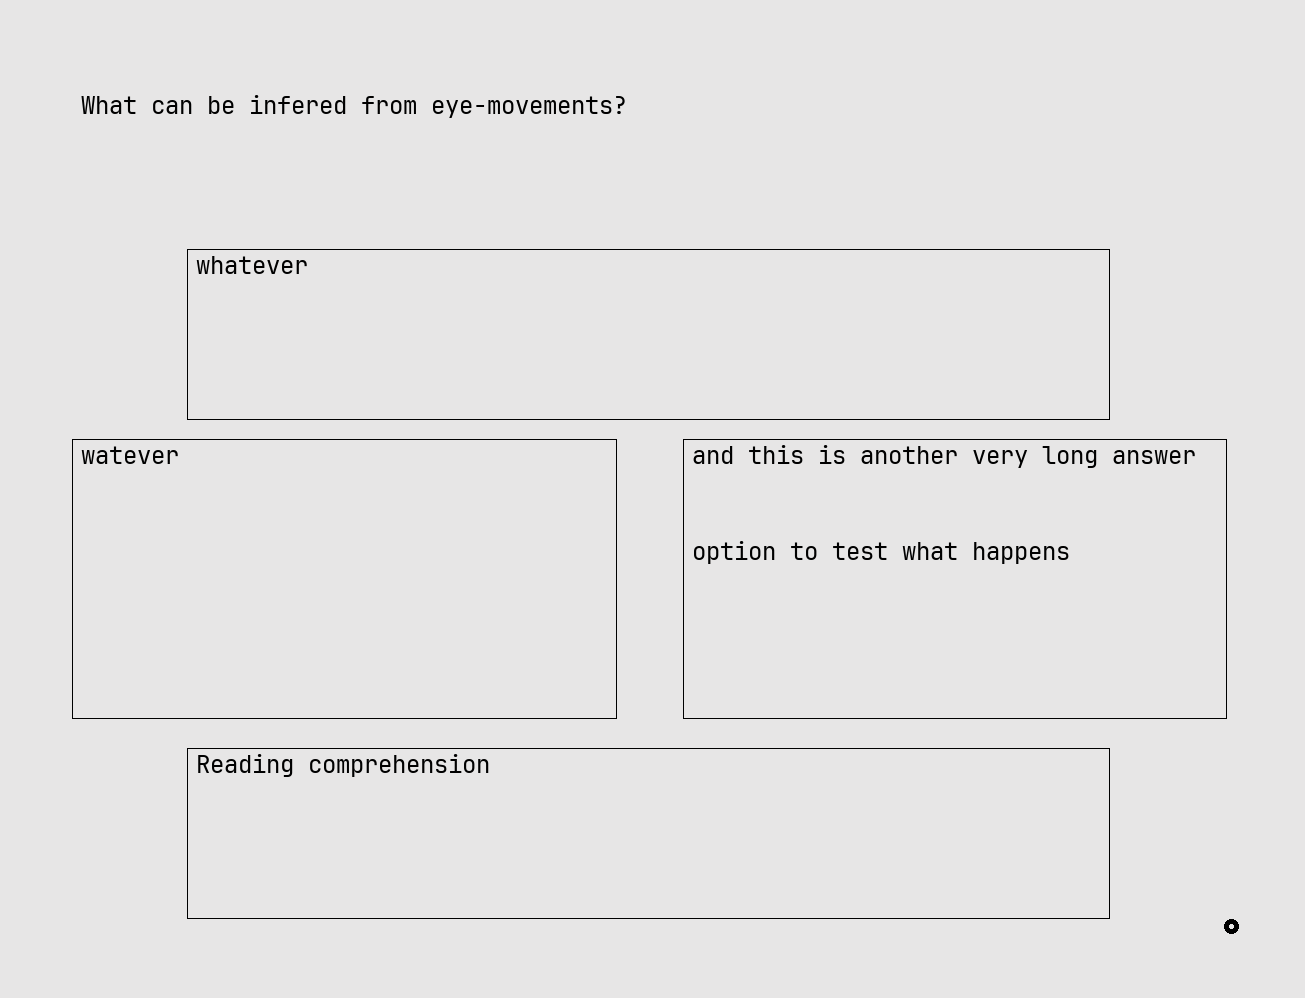 What can be infered from eye-movements?
whatever
watever
and this is another very long answer
option to test what happens
Reading comprehension